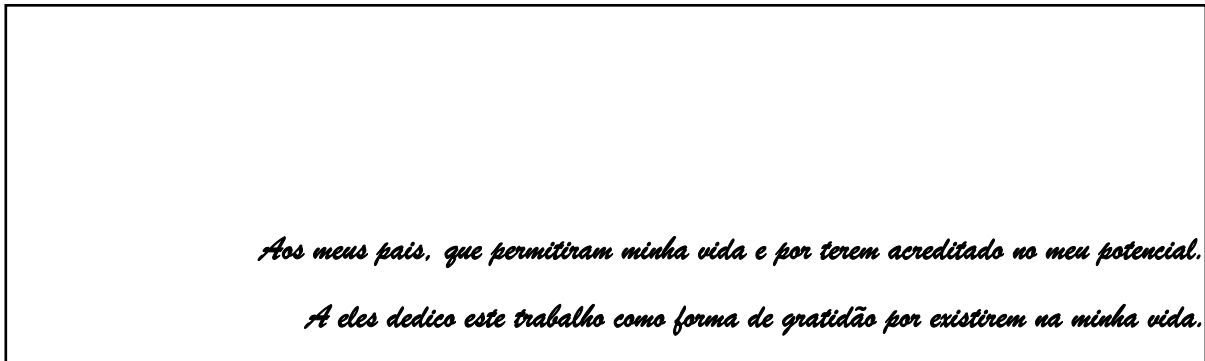 Aos meus pais, que permitiram minha vida e por terem acreditado no meu potencial.
A eles dedico este trabalho como forma de gratidão por existirem na minha vida.